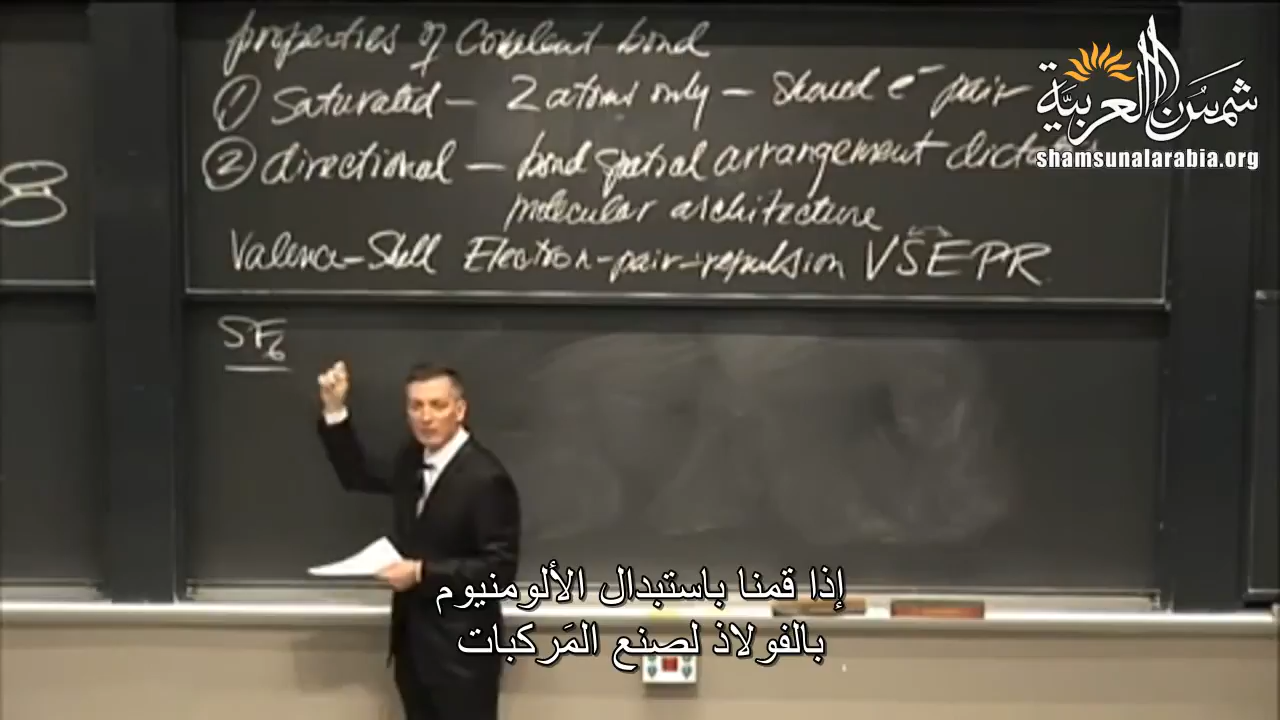 properties of Covalent bond
① saturated – 2 atoms only – shared e⁻ pair
② directional – bond spatial arrangement
molecular architecture
Valence-Shell Electron-pair-repulsion VSEPR
SF₆
شمس العربية
shamsunalarabia.org
إذا قمنا باستبدال الألومنيوم
بالفولاذ لصنع المَركبات